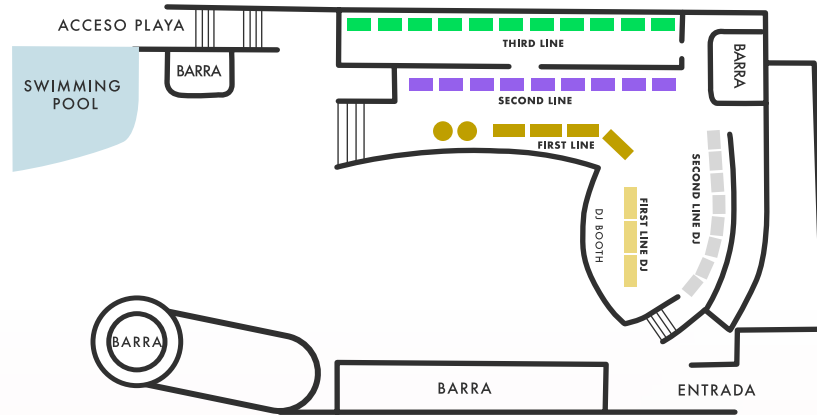 ACCESO PLAYA
THIRD LINE
BARRA
BARRA
SWIMMING
POOL
SECOND LINE
FIRST LINE
SECOND LINE DJ
FIRST LINE DJ
DJ BOOTH
BARRA
BARRA
ENTRADA